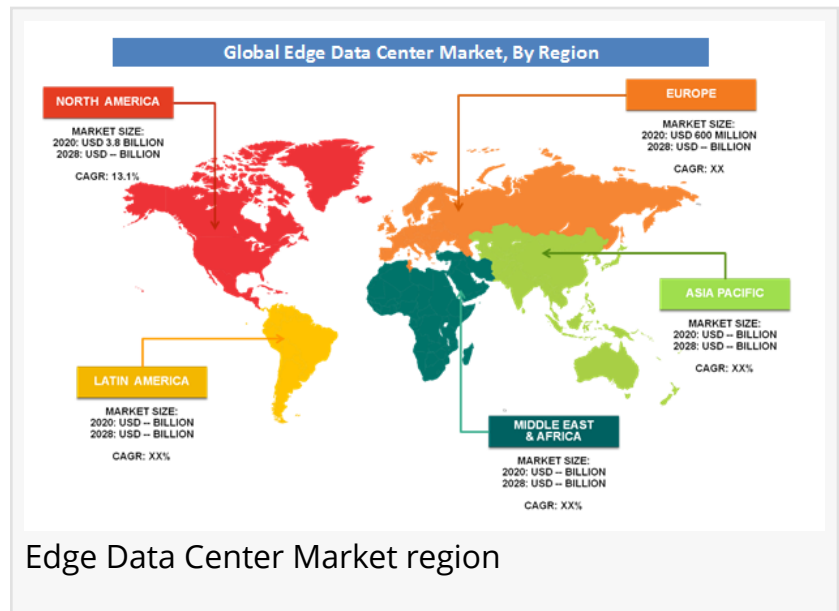 Global Edge Data Center Market, By Region
NORTH AMERICA
MARKET SIZE:
2020: USD 3.8 BILLION
2028: USD -- BILLION
CAGR: 13.1%
EUROPE
MARKET SIZE:
2020: USD 600 MILLION
2028: USD -- BILLION
CAGR: XX
ASIA PACIFIC
MARKET SIZE:
2020: USD -- BILLION
2028: USD -- BILLION
CAGR: XX%
LATIN AMERICA
MARKET SIZE:
2020: USD -- BILLION
2028: USD -- BILLION
CAGR: XX%
MIDDLE EAST
& AFRICA
MARKET SIZE:
2020: USD -- BILLION
2028: USD -- BILLION
CAGR: XX%
Edge Data Center Market region